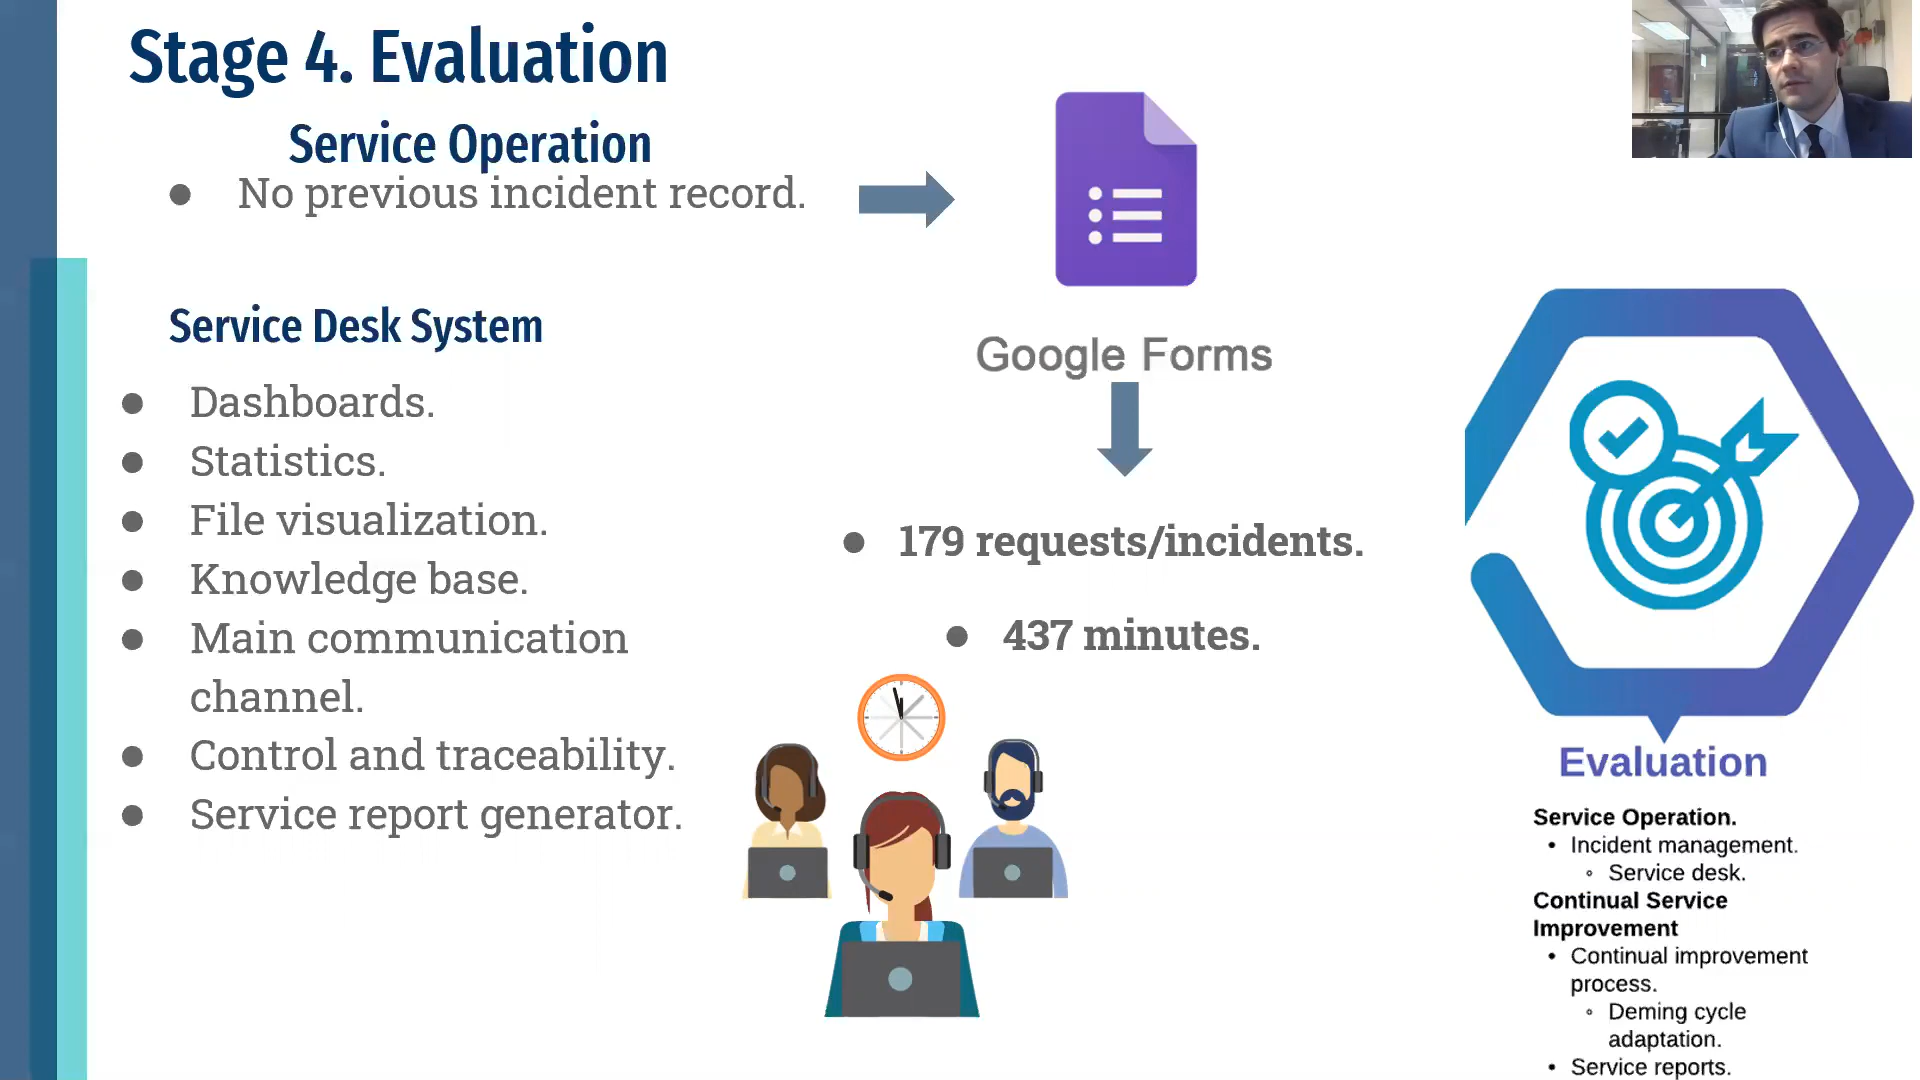 Stage 4. Evaluation
Service Operation
● No previous incident record.
Google Forms
Service Desk System
● Dashboards.
● Statistics.
● File visualization.
● Knowledge base.
● Main communication
channel.
● Control and traceability.
● Service report generator.
● 179 requests/incidents.
● 437 minutes.
Evaluation
Service Operation.
• Incident management.
◦ Service desk.
Continual Service
Improvement
• Continual improvement
process.
◦ Deming cycle
adaptation.
• Service reports.